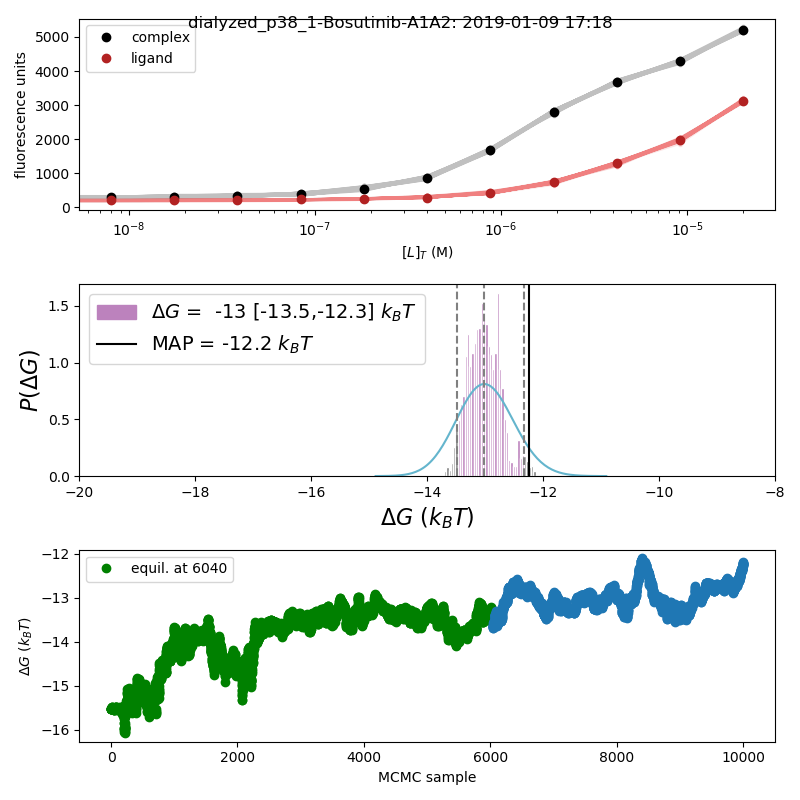 dialyzed_p38_1-Bosutinib-A1A2: 2019-01-09 17:18
complex
ligand
fluorescence units
5000
4000
3000
2000
1000
0
10⁻⁸ 10⁻⁷ 10⁻⁶ 10⁻⁵
[L]_T (M)
ΔG = -13 [-13.5,-12.3] k_BT
MAP = -12.2 k_BT
P(ΔG)
1.5
1.0
0.5
0.0
−20 −18 −16 −14 −12 −10 −8
ΔG (k_BT)
equil. at 6040
ΔG (k_BT)
−12
−13
−14
−15
−16
0 2000 4000 6000 8000 10000
MCMC sample